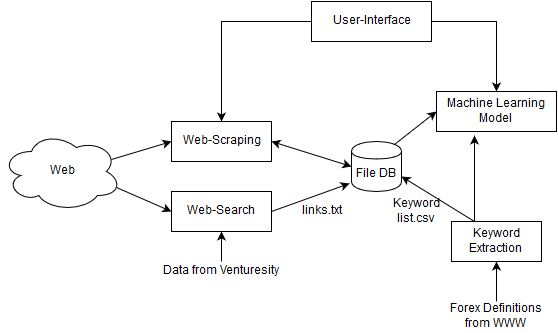 User-Interface
Machine Learning
Model
Web-Scraping
Web
File DB
Web-Search
links.txt
Keyword
list.csv
Keyword
Extraction
Data from Venturesity
Forex Definitions
from WWW